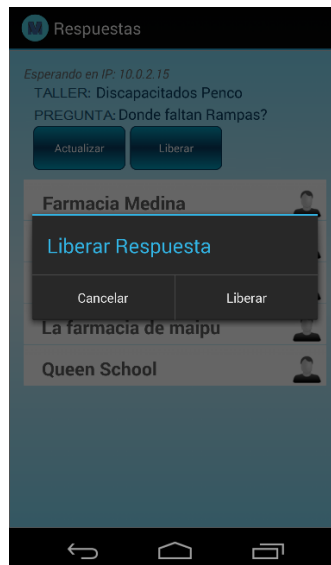 M Respuestas
Esperando en IP: 10.0.2.15
TALLER: Discapacitados Penco
PREGUNTA: Donde faltan Rampas?
Actualizar Liberar
Farmacia Medina
Liberar Respuesta
Cancelar Liberar
La farmacia de maipu
Queen School